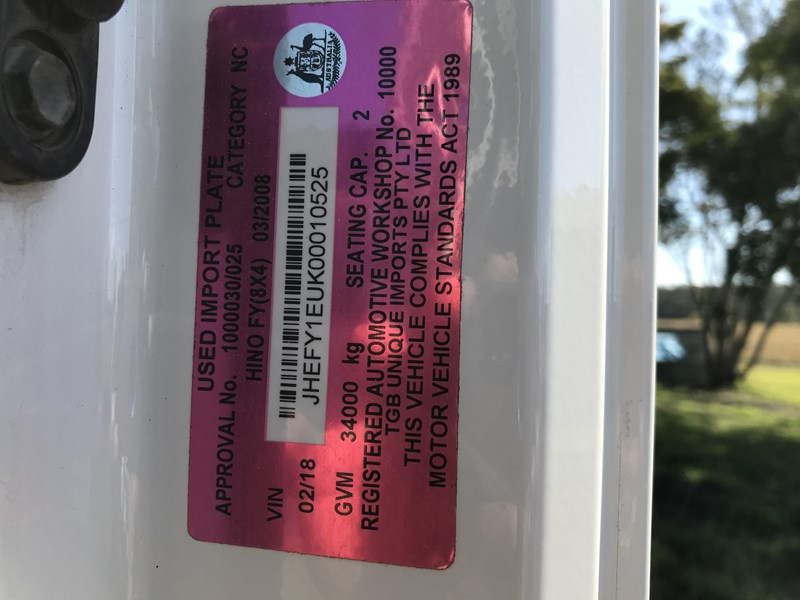 AUSTRALIA
USED IMPORT PLATE
APPROVAL No. 1000030/025 CATEGORY NC
HINO FY(8X4) 03/2008
VIN
JHEFY1EUK00010525
02/18
GVM 34000 kg SEATING CAP. 2
REGISTERED AUTOMOTIVE WORKSHOP No. 10000
TGB UNIQUE IMPORTS PTY LTD
THIS VEHICLE COMPLIES WITH THE
MOTOR VEHICLE STANDARDS ACT 1989